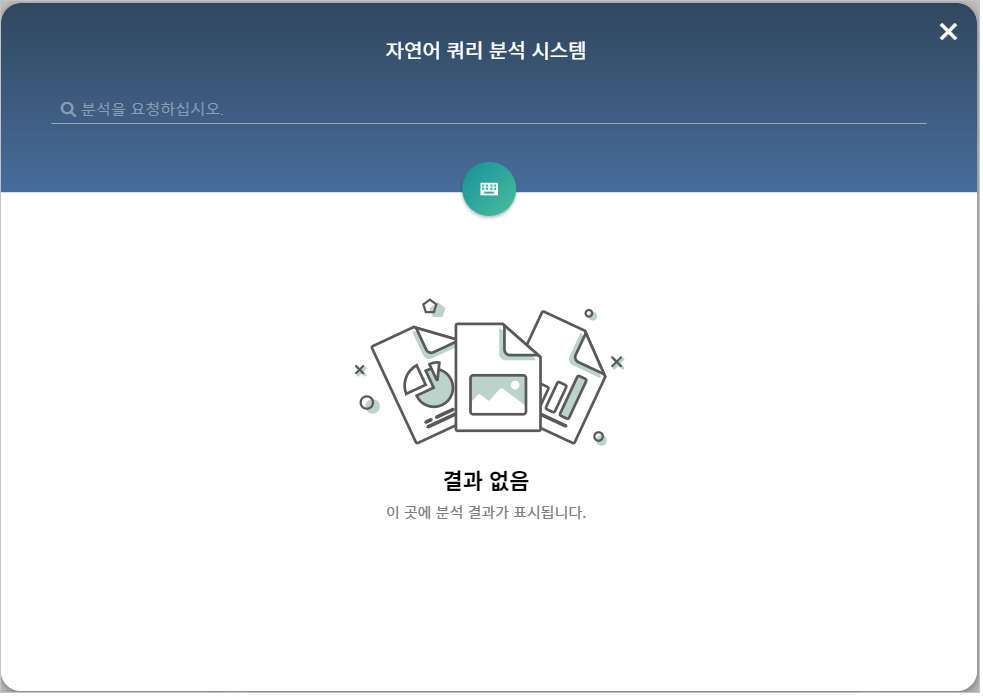 자연어 쿼리 분석 시스템
분석을 요청하십시오.
결과 없음
이 곳에 분석 결과가 표시됩니다.